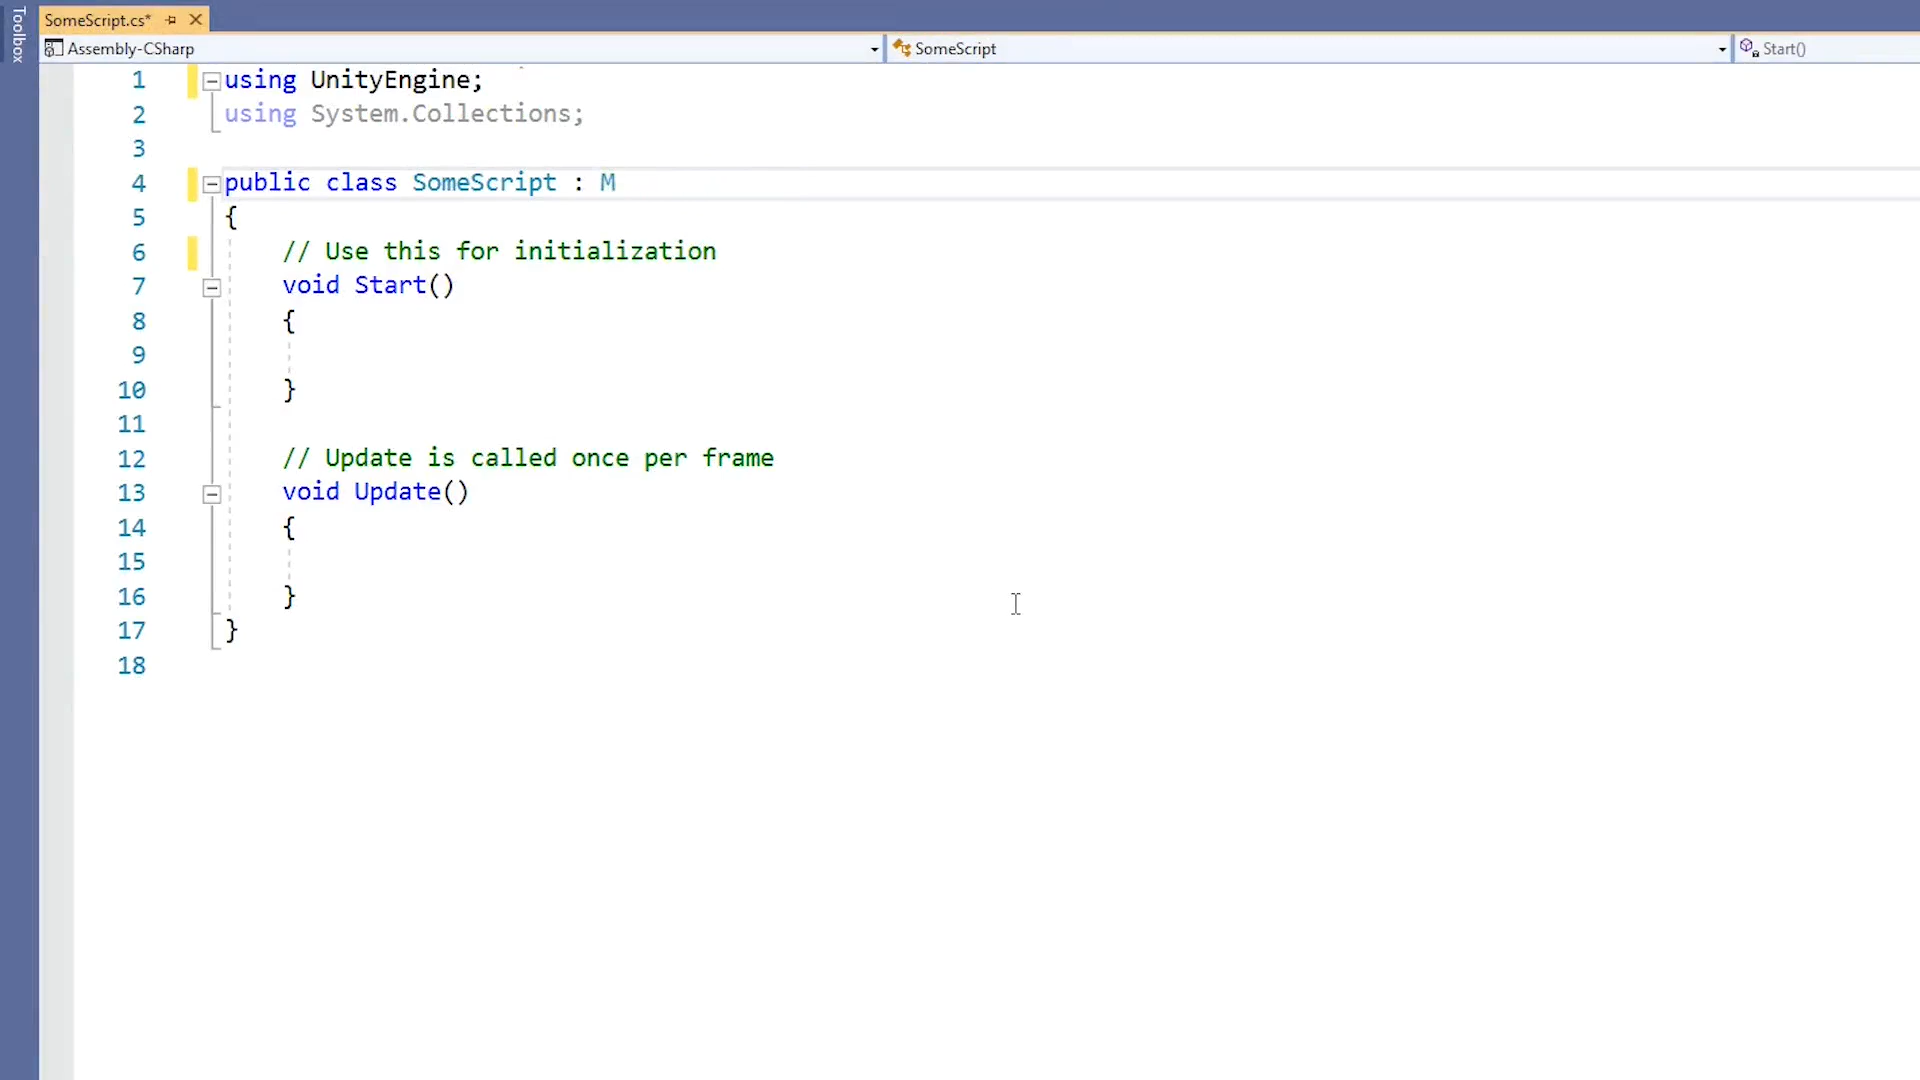 Toolbox
SomeScript.cs*
Assembly-CSharp SomeScript Start()
1 using UnityEngine;
2 using System.Collections;
3
4 public class SomeScript : M
5 {
6 // Use this for initialization
7 void Start()
8 {
9
10 }
11
12 // Update is called once per frame
13 void Update()
14 {
15
16 }
17 }
18